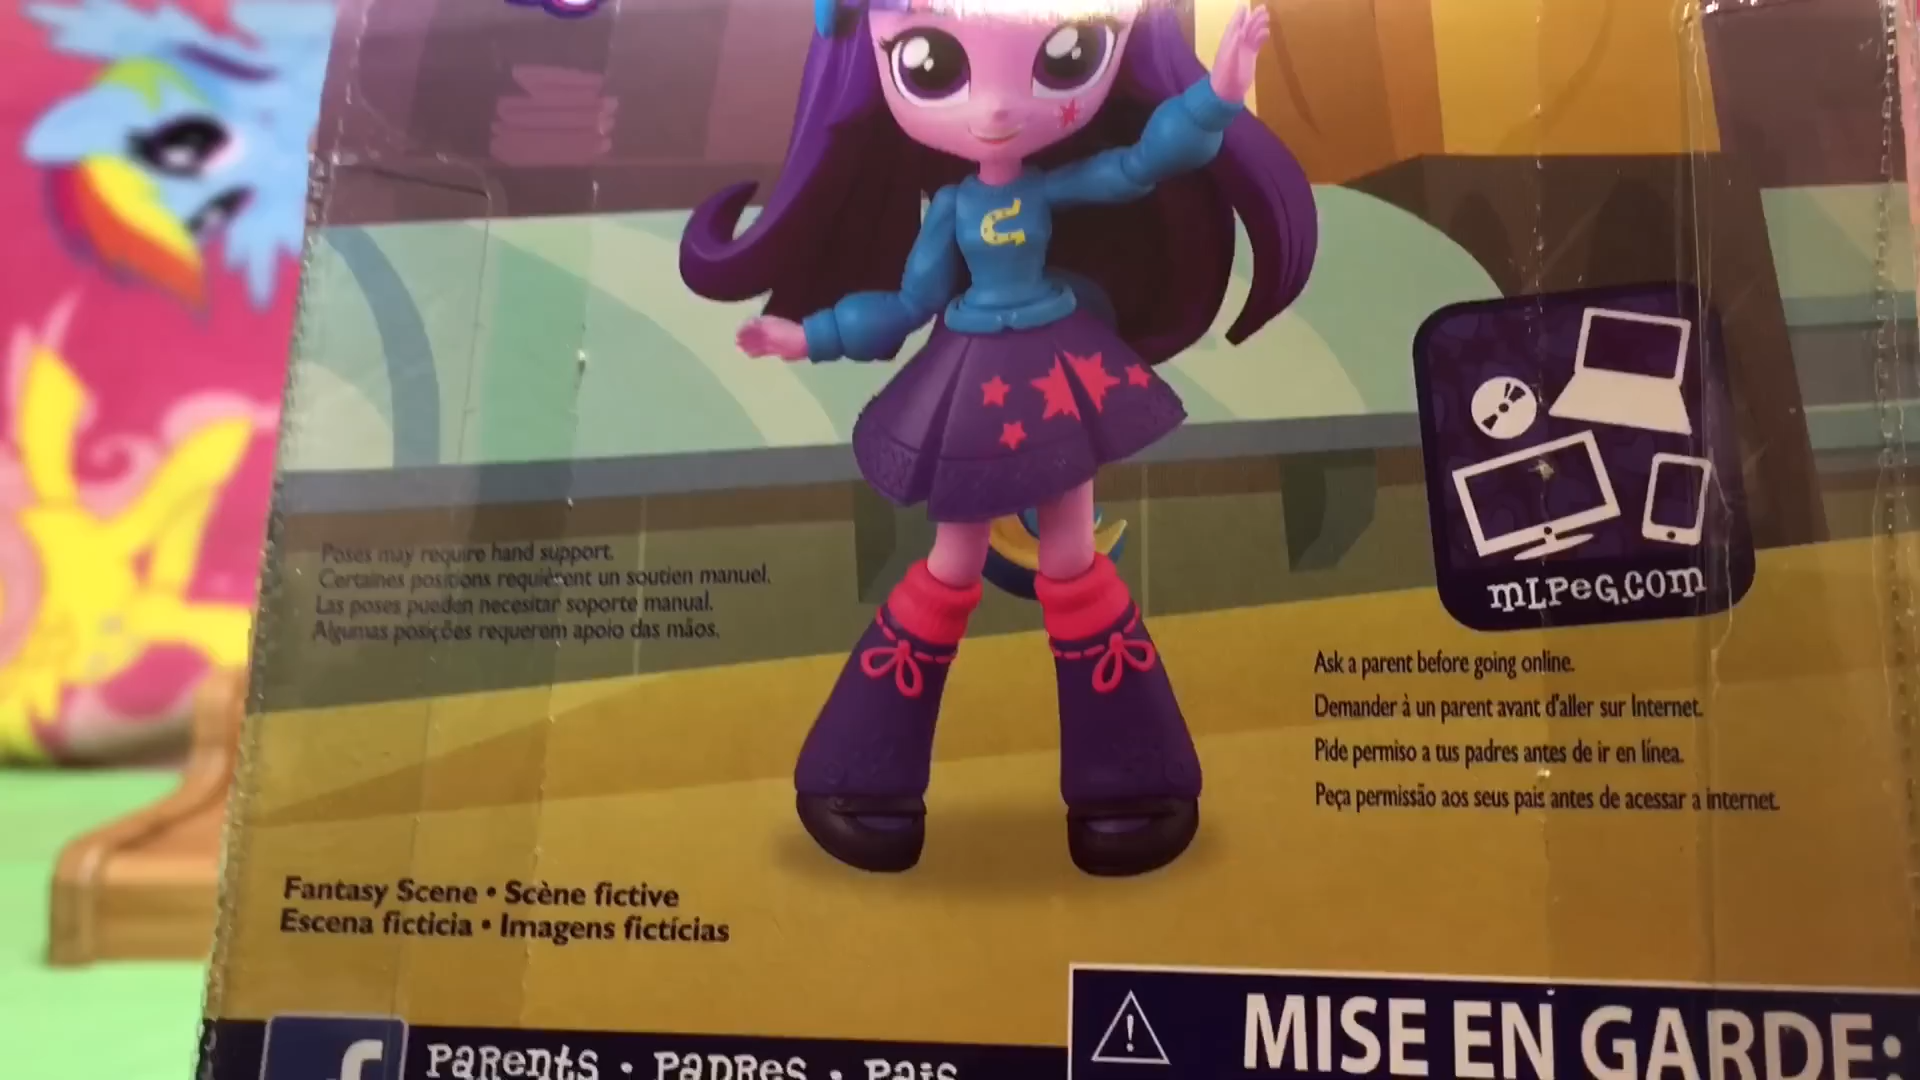 Poses may require hand support.
Certaines positions requièrent un soutien manuel.
Las poses pueden necesitar soporte manual.
Algumas posições requerem apoio das mãos.
mLPeG.com
Ask a parent before going online.
Demander à un parent avant d'aller sur Internet.
Pide permiso a tus padres antes de ir en línea.
Peça permissão aos seus pais antes de acessar a internet.
Fantasy Scene • Scène fictive
Escena ficticia • Imagens fictícias
f PARents • PADRes • PAis
MISE EN GARDE: